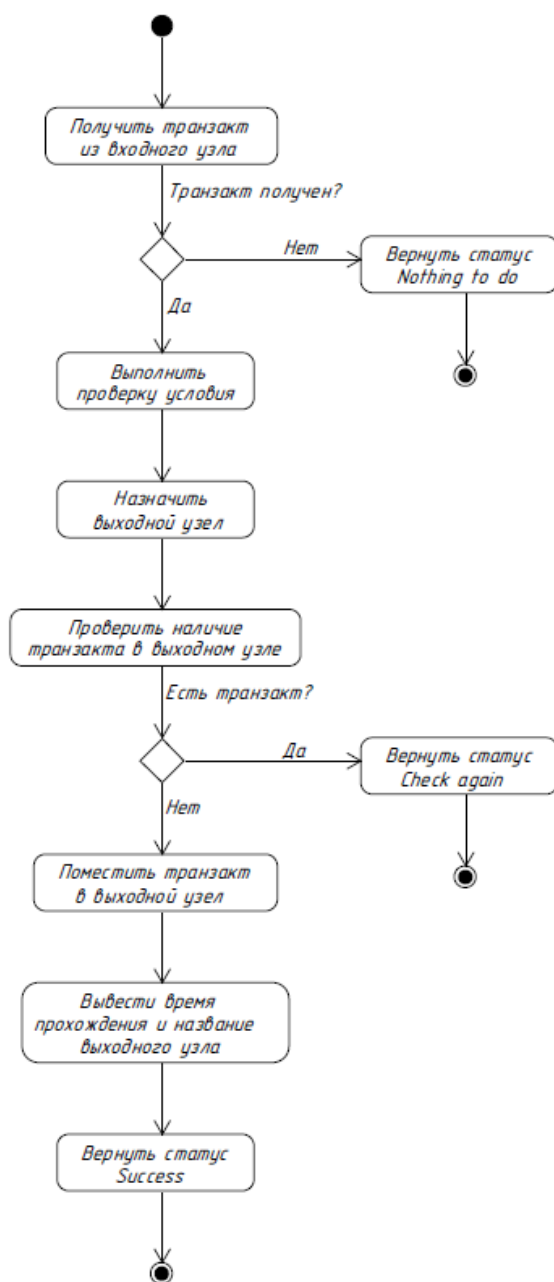 Получить транзакт
из входного узла
Транзакт получен?
Нет
Вернуть статус
Nothing to do
Да
Выполнить
проверку условия
Назначить
выходной узел
Проверить наличие
транзакта в выходном узле
Есть транзакт?
Да
Вернуть статус
Check again
Нет
Поместить транзакт
в выходной узел
Вывести время
прохождения и название
выходного узла
Вернуть статус
Success